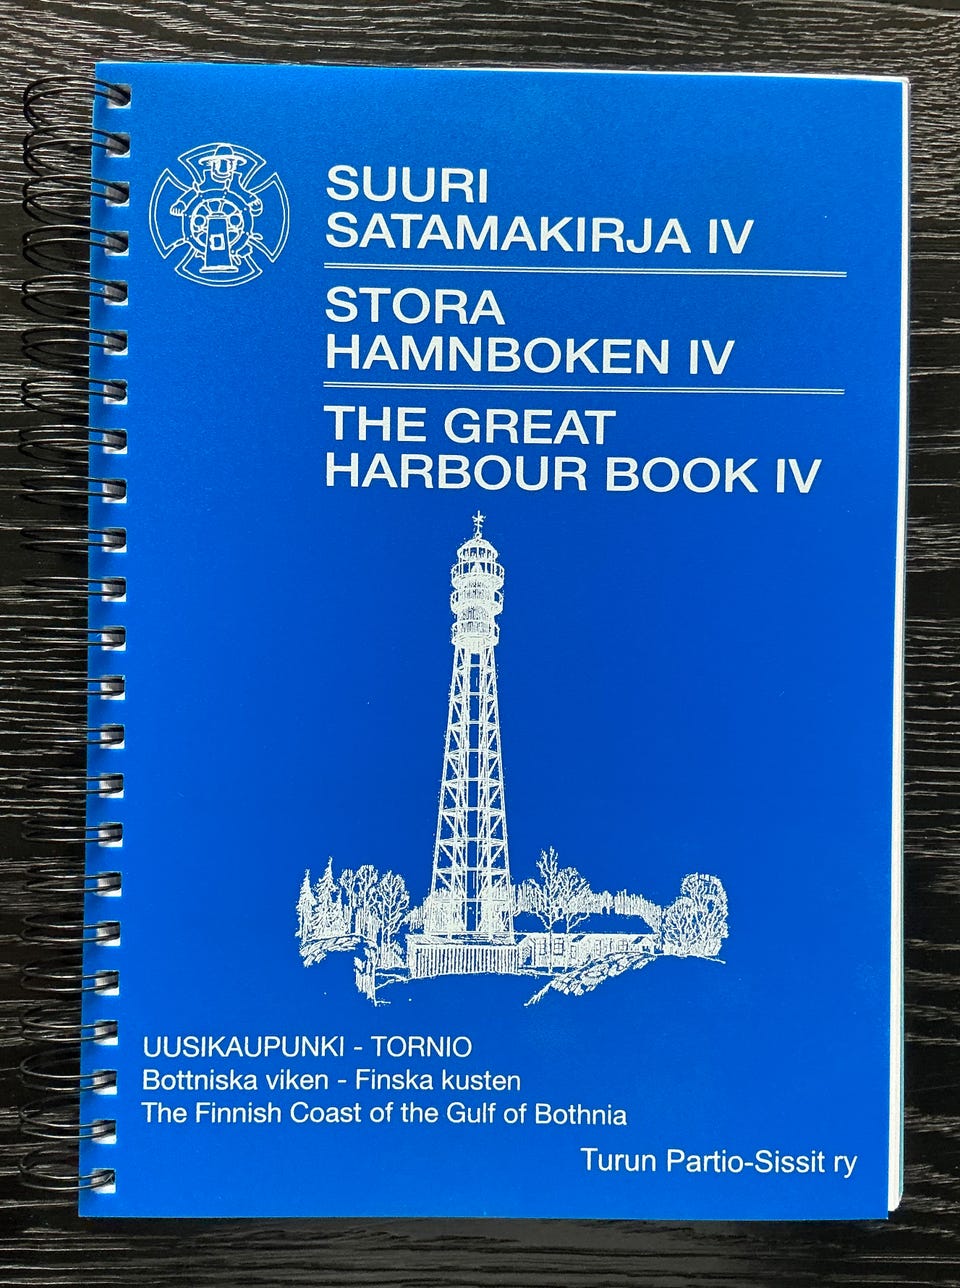 SUURI
SATAMAKIRJA IV
STORA
HAMNBOKEN IV
THE GREAT
HARBOUR BOOK IV
UUSIKAUPUNKI - TORNIO
Bottniska viken - Finska kusten
The Finnish Coast of the Gulf of Bothnia
Turun Partio-Sissit ry